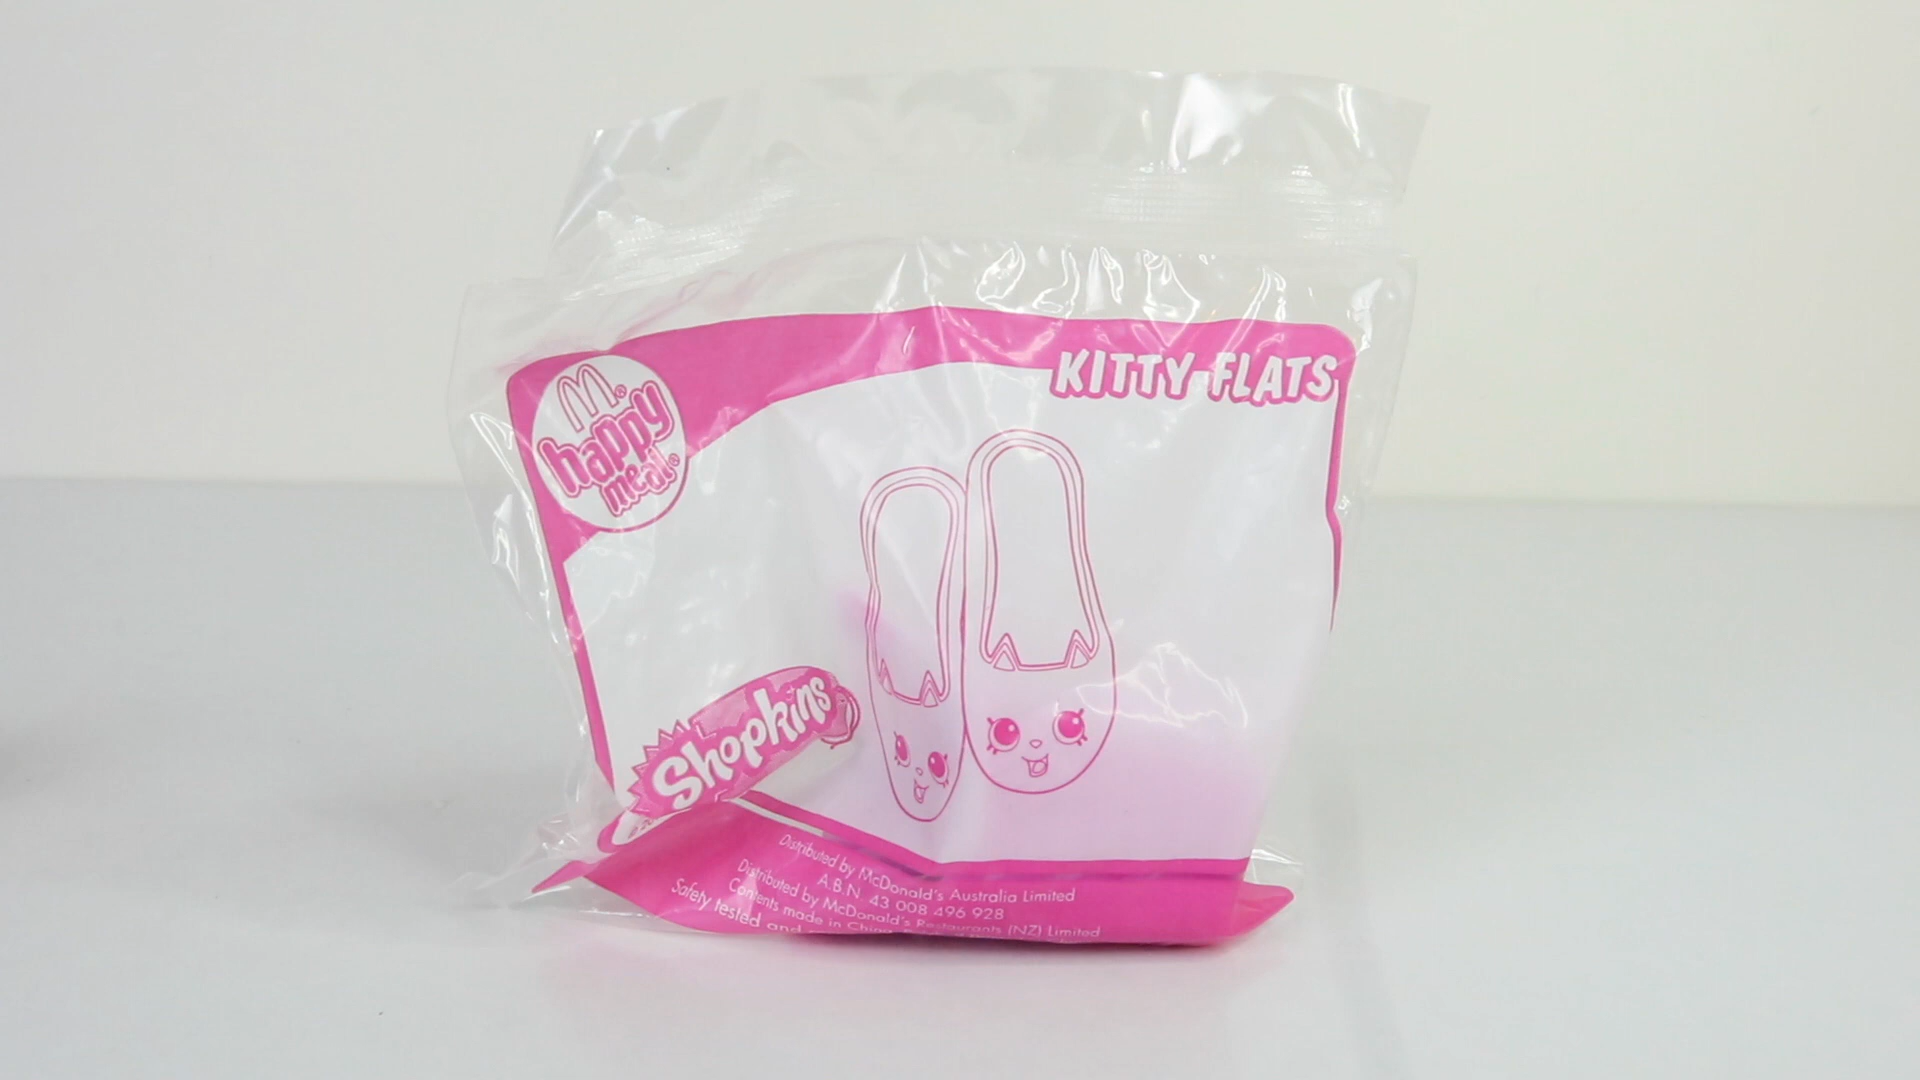 KITTY FLATS
M®
happy
meal®
Shopkins
Distributed by McDonald's Australia Limited
A.B.N. 43 008 496 928
Distributed by McDonald's Restaurants (NZ) Limited
Contents made in China.
Safety tested and